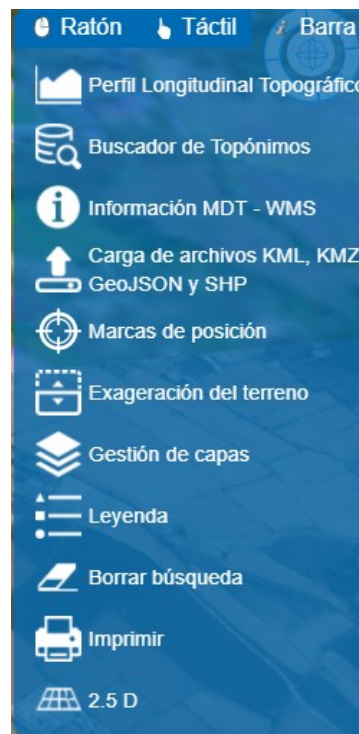 Ratón Táctil Barra
Perfil Longitudinal Topográfico
Buscador de Topónimos
Información MDT - WMS
Carga de archivos KML, KMZ
GeoJSON y SHP
Marcas de posición
Exageración del terreno
Gestión de capas
Leyenda
Borrar búsqueda
Imprimir
2.5 D